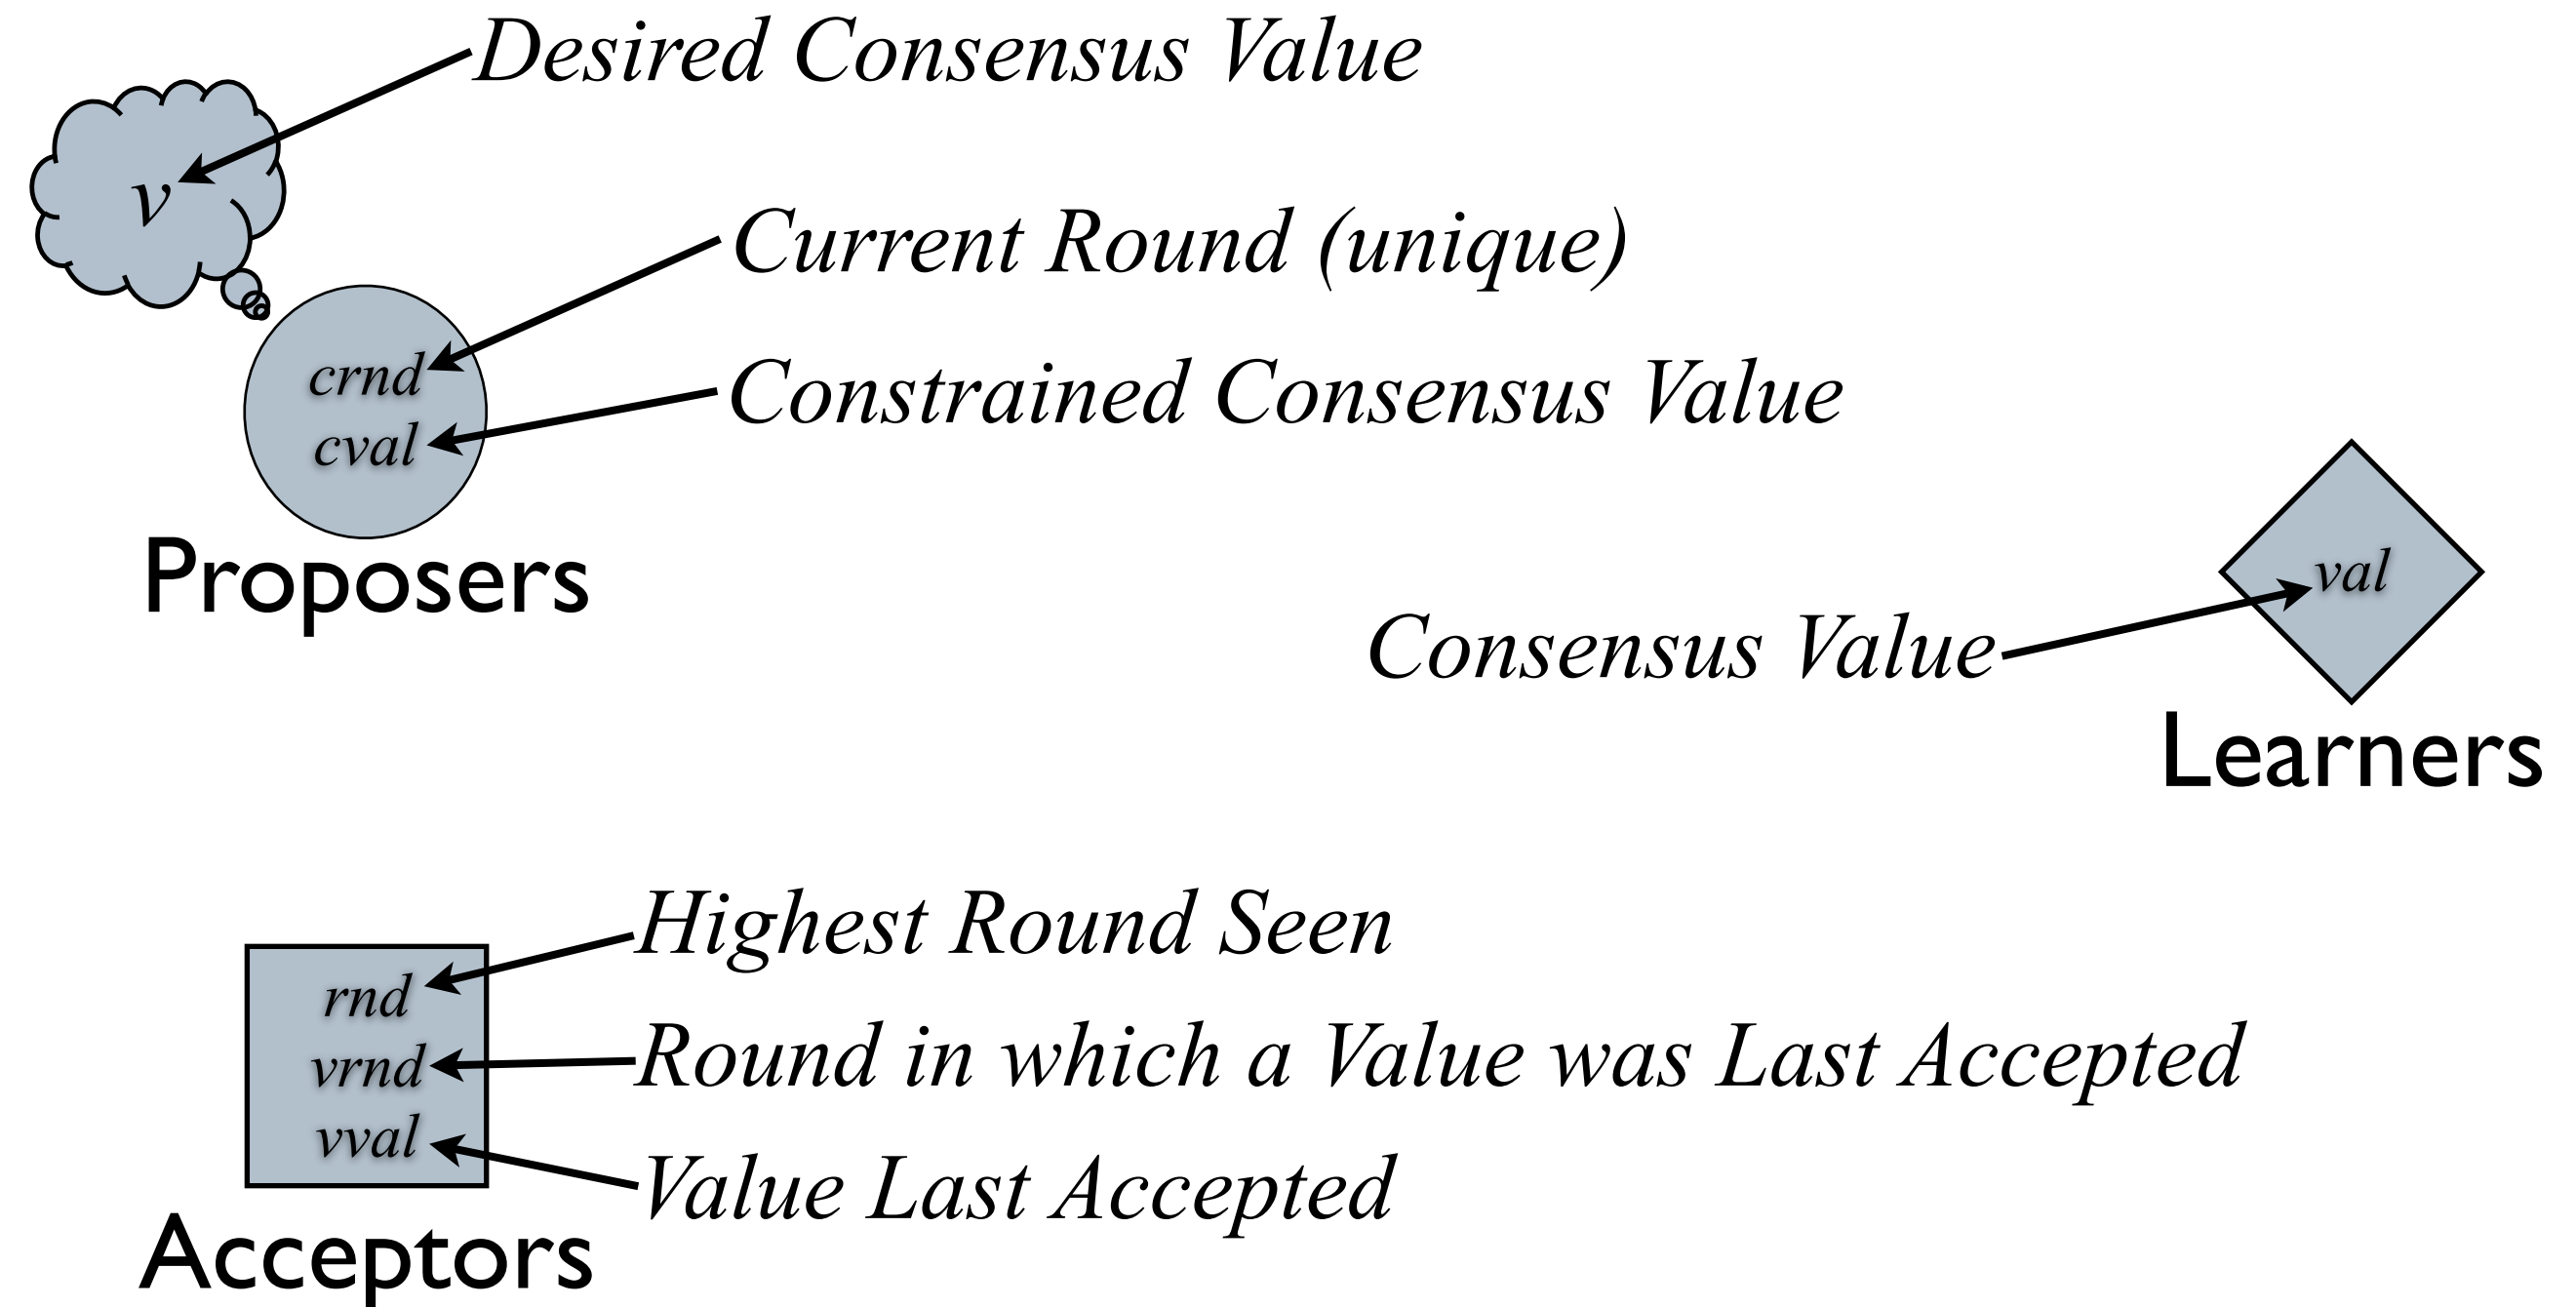 Desired Consensus Value
v
Current Round (unique)
crnd
Constrained Consensus Value
cval
Proposers
val
Consensus Value
Learners
Highest Round Seen
rnd
Round in which a Value was Last Accepted
vrnd
vval
Value Last Accepted
Acceptors